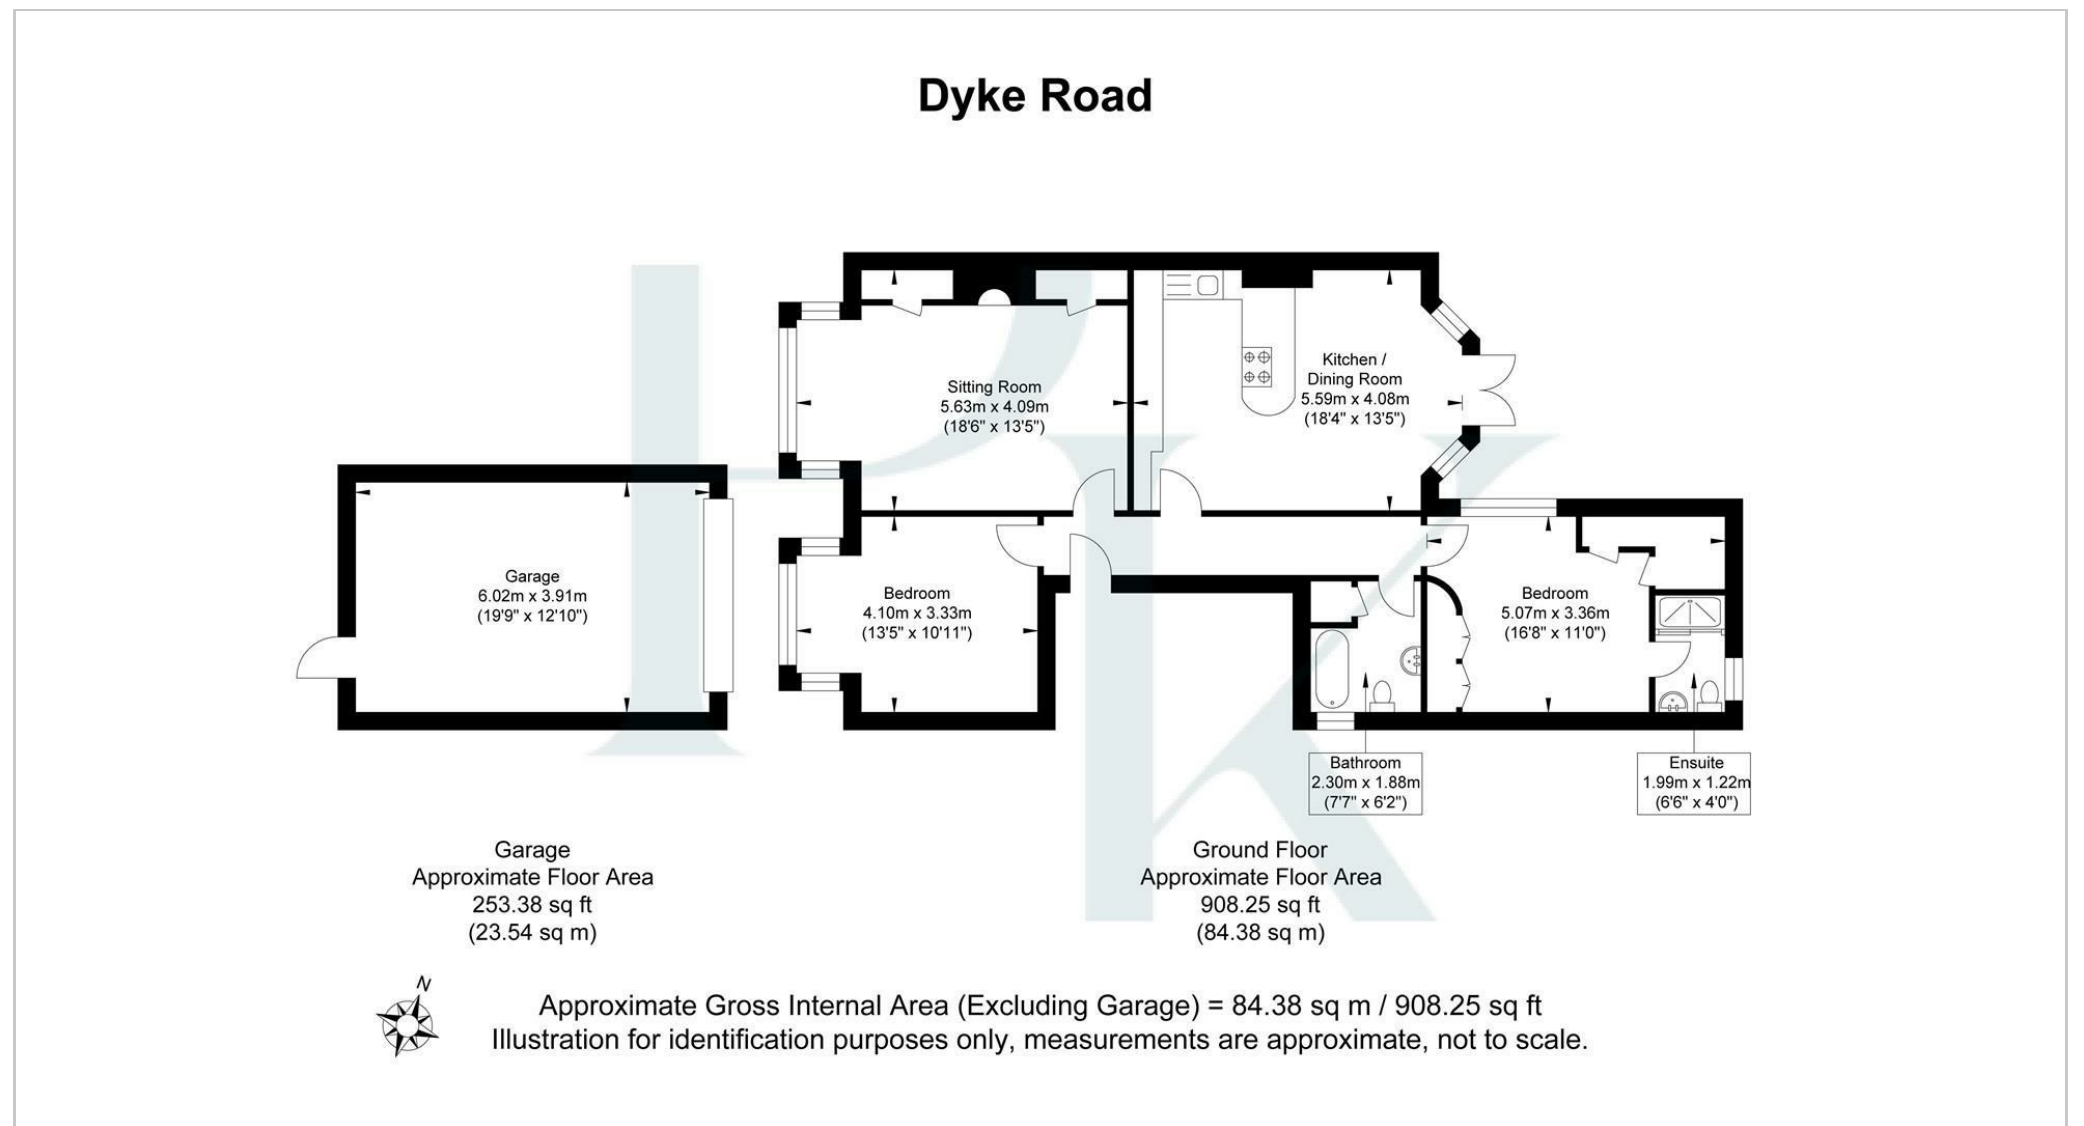 Dyke Road
Sitting Room
5.63m x 4.09m
(18'6" x 13'5")
Kitchen /
Dining Room
5.59m x 4.08m
(18'4" x 13'5")
Garage
6.02m x 3.91m
(19'9" x 12'10")
Bedroom
4.10m x 3.33m
(13'5" x 10'11")
Bedroom
5.07m x 3.36m
(16'8" x 11'0")
Bathroom
2.30m x 1.88m
(7'7" x 6'2")
Ensuite
1.99m x 1.22m
(6'6" x 4'0")
Garage
Approximate Floor Area
253.38 sq ft
(23.54 sq m)
Ground Floor
Approximate Floor Area
908.25 sq ft
(84.38 sq m)
N
Approximate Gross Internal Area (Excluding Garage) = 84.38 sq m / 908.25 sq ft
Illustration for identification purposes only, measurements are approximate, not to scale.